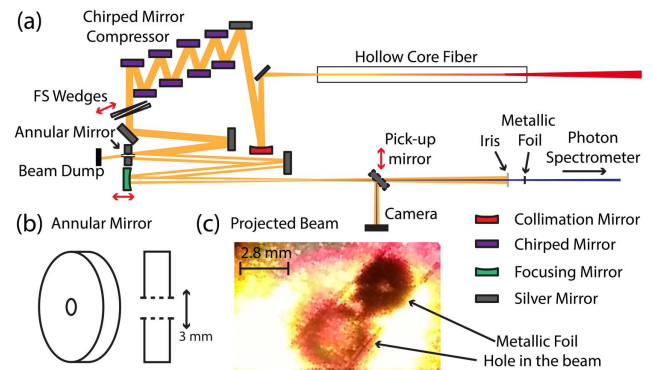 (a)
Chirped Mirror
Compressor
Hollow Core Fiber
FS Wedges
Annular Mirror
Beam Dump
Pick-up
mirror
Camera
Iris
Metallic
Foil
Photon
Spectrometer
(b) Annular Mirror
3 mm
(c) Projected Beam
2.8 mm
Metallic Foil
Hole in the beam
Collimation Mirror
Chirped Mirror
Focusing Mirror
Silver Mirror